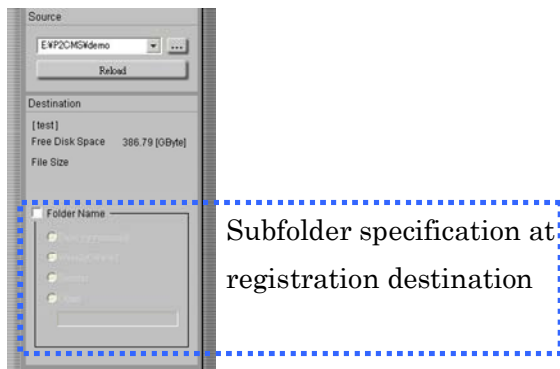 Source
E:¥P2CMS¥demo
...
Reload
Destination
[test]
Free Disk Space 386.79 [GByte]
File Size
Folder Name
Subfolder specification at
registration destination